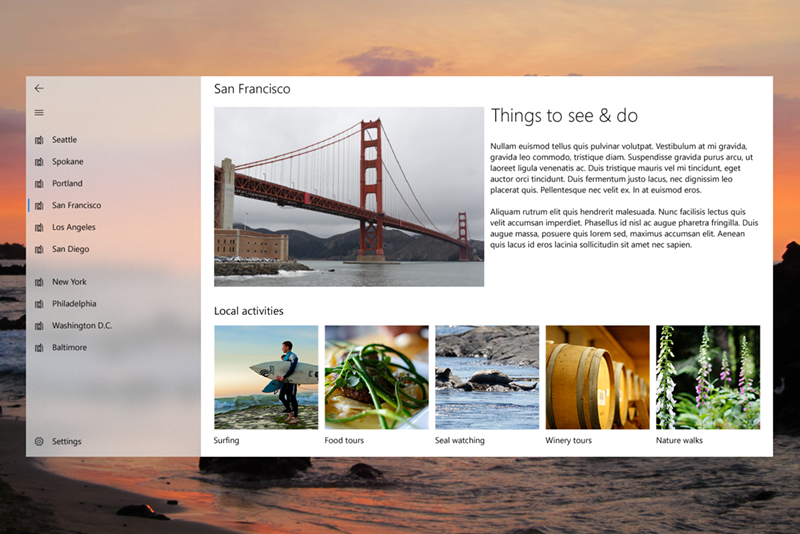 San Francisco
Seattle
Spokane
Portland
San Francisco
Los Angeles
San Diego
New York
Philadelphia
Washington D.C.
Baltimore
Settings
Things to see & do
Nullam euismod tellus quis pulvinar volutpat. Vestibulum at mi gravida,
gravida leo commodo, tristique diam. Suspendisse gravida purus arcu, ut
laoreet ligula venenatis ac. Duis tristique mauris vel mi tincidunt, eget
auctor orci tincidunt. Duis fermentum justo lacus, nec dignissim leo
placerat quis. Pellentesque nec velit ex. In at euismod eros.
Aliquam rutrum elit quis hendrerit malesuada. Nunc facilisis lectus quis
velit accumsan imperdiet. Phasellus id nisl ac augue pharetra fringilla. Duis
augue massa, posuere quis lorem sed, maximus accumsan elit. Aenean
quis lacus id eros lacinia sollicitudin sit amet nec sapien.
Local activities
Surfing
Food tours
Seal watching
Winery tours
Nature walks